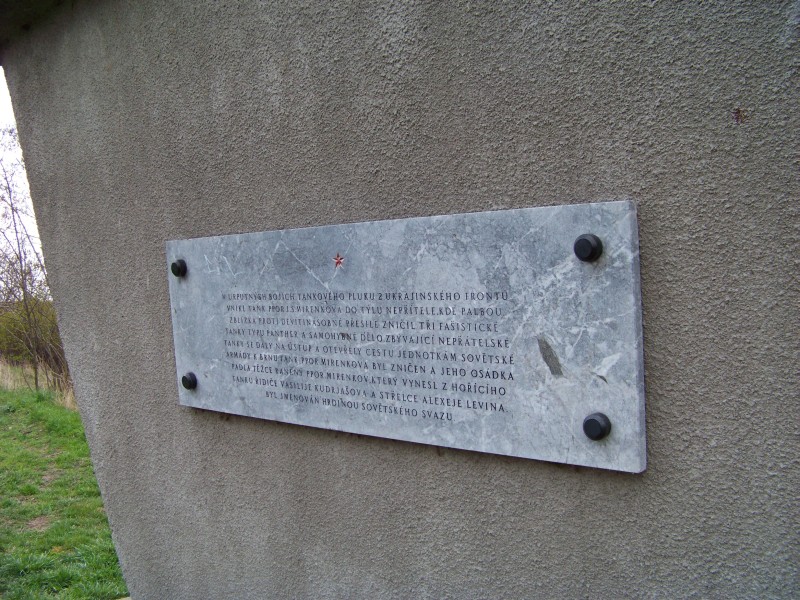 V URPUTNÝCH BOJÍCH TANKOVÉHO PLUKU 2 UKRAJINSKÉHO FRONTU
VNIKL TANK PPOR. I.S MIRENKOVA DO TÝLU NEPŘÍTELE, KDE PALBOU
ZBLÍZKA PROTI DEVÍTINÁSOBNÉ PŘESILE ZNIČIL TŘI FAŠISTICKÉ
TANKY TYPU PANTHER A SAMOHYBNÉ DĚLO. ZBÝVAJÍCÍ NEPŘÁTELSKÉ
TANKY SE DALY NA ÚSTUP A OTEVŘELY CESTU JEDNOTKÁM SOVĚTSKÉ
ARMÁDY K BRNU TANK PPOR MIRENKOVA BYL ZNIČEN A JEHO OSÁDKA
PADLA TĚŽCE RANĚNÝ PPOR MIRENKOV, KTERÝ VYNESL Z HOŘÍCÍHO
TANKU ŘIDIČE VASILIJE KUDRJAŠOVA A STŘELCE ALEXEJE LEVINA
BYL JMENOVÁN HRDINOU SOVĚTSKÉHO SVAZU